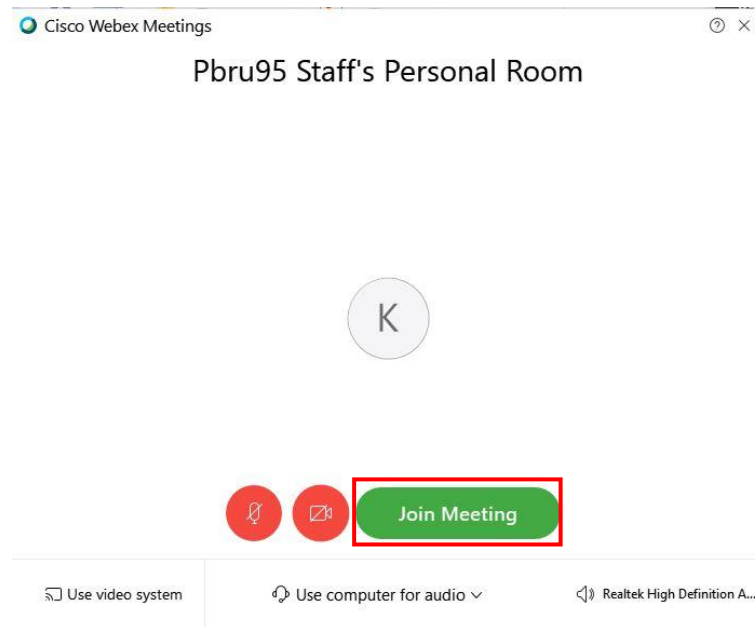 Cisco Webex Meetings
Pbru95 Staff's Personal Room
K
Join Meeting
Use video system
Use computer for audio
Realtek High Definition A...